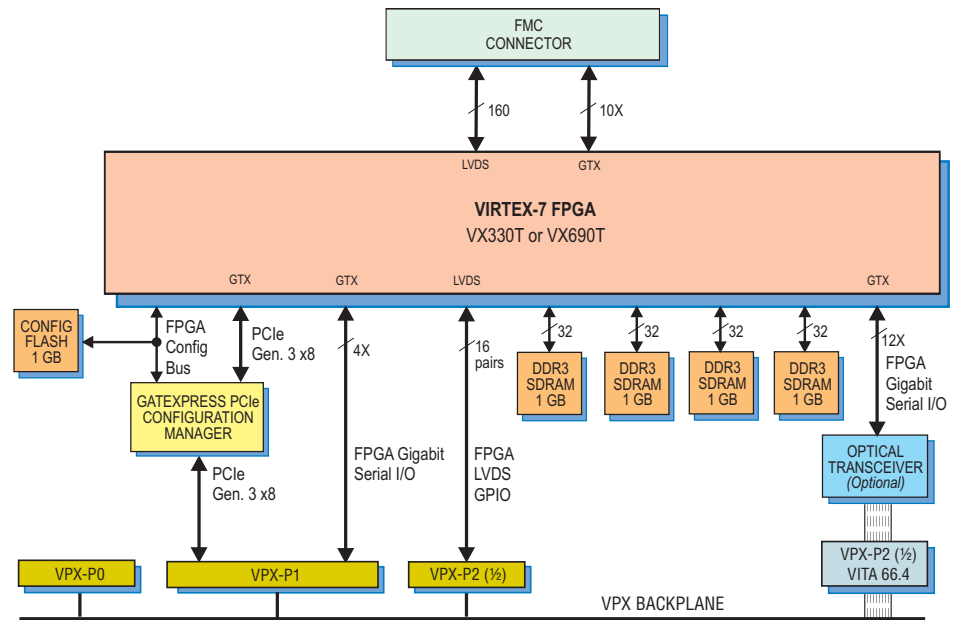 FMC
CONNECTOR
160
10X
LVDS
GTX
VIRTEX-7 FPGA
VX330T or VX690T
GTX
GTX
LVDS
GTX
CONFIG
FLASH
1 GB
FPGA
Config
Bus
PCIe
Gen. 3 x8
4X
16
pairs
32
32
32
32
12X
FPGA
Gigabit
Serial I/O
DDR3
SDRAM
1 GB
DDR3
SDRAM
1 GB
DDR3
SDRAM
1 GB
DDR3
SDRAM
1 GB
GATEXPRESS PCIe
CONFIGURATION
MANAGER
PCIe
Gen. 3 x8
FPGA Gigabit
Serial I/O
FPGA
LVDS
GPIO
OPTICAL
TRANSCEIVER
(Optional)
VPX-P0
VPX-P1
VPX-P2 (½)
VPX-P2 (½)
VITA 66.4
VPX BACKPLANE